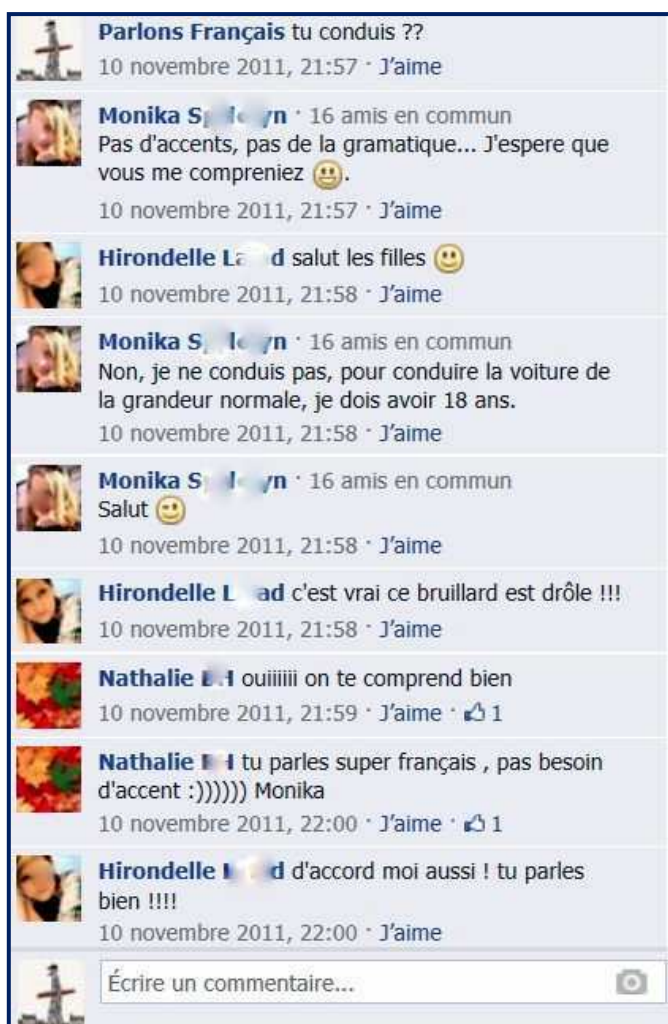 Parlons Français tu conduis ??
10 novembre 2011, 21:57 · J'aime
Monika · 16 amis en commun
Pas d'accents, pas de la gramatique... J'espere que
vous me compreniez
10 novembre 2011, 21:57 · J'aime
Hirondelle salut les filles
10 novembre 2011, 21:58 · J'aime
Monika · 16 amis en commun
Non, je ne conduis pas, pour conduire la voiture de
la grandeur normale, je dois avoir 18 ans.
10 novembre 2011, 21:58 · J'aime
Monika · 16 amis en commun
Salut
10 novembre 2011, 21:58 · J'aime
Hirondelle c'est vrai ce bruillard est drôle !!!
10 novembre 2011, 21:58 · J'aime
Nathalie ouiiiiii on te comprend bien
10 novembre 2011, 21:59 · J'aime · 1
Nathalie tu parles super français , pas besoin
d'accent :)))))) Monika
10 novembre 2011, 22:00 · J'aime · 1
Hirondelle d'accord moi aussi ! tu parles
bien !!!!
10 novembre 2011, 22:00 · J'aime
Écrire un commentaire...